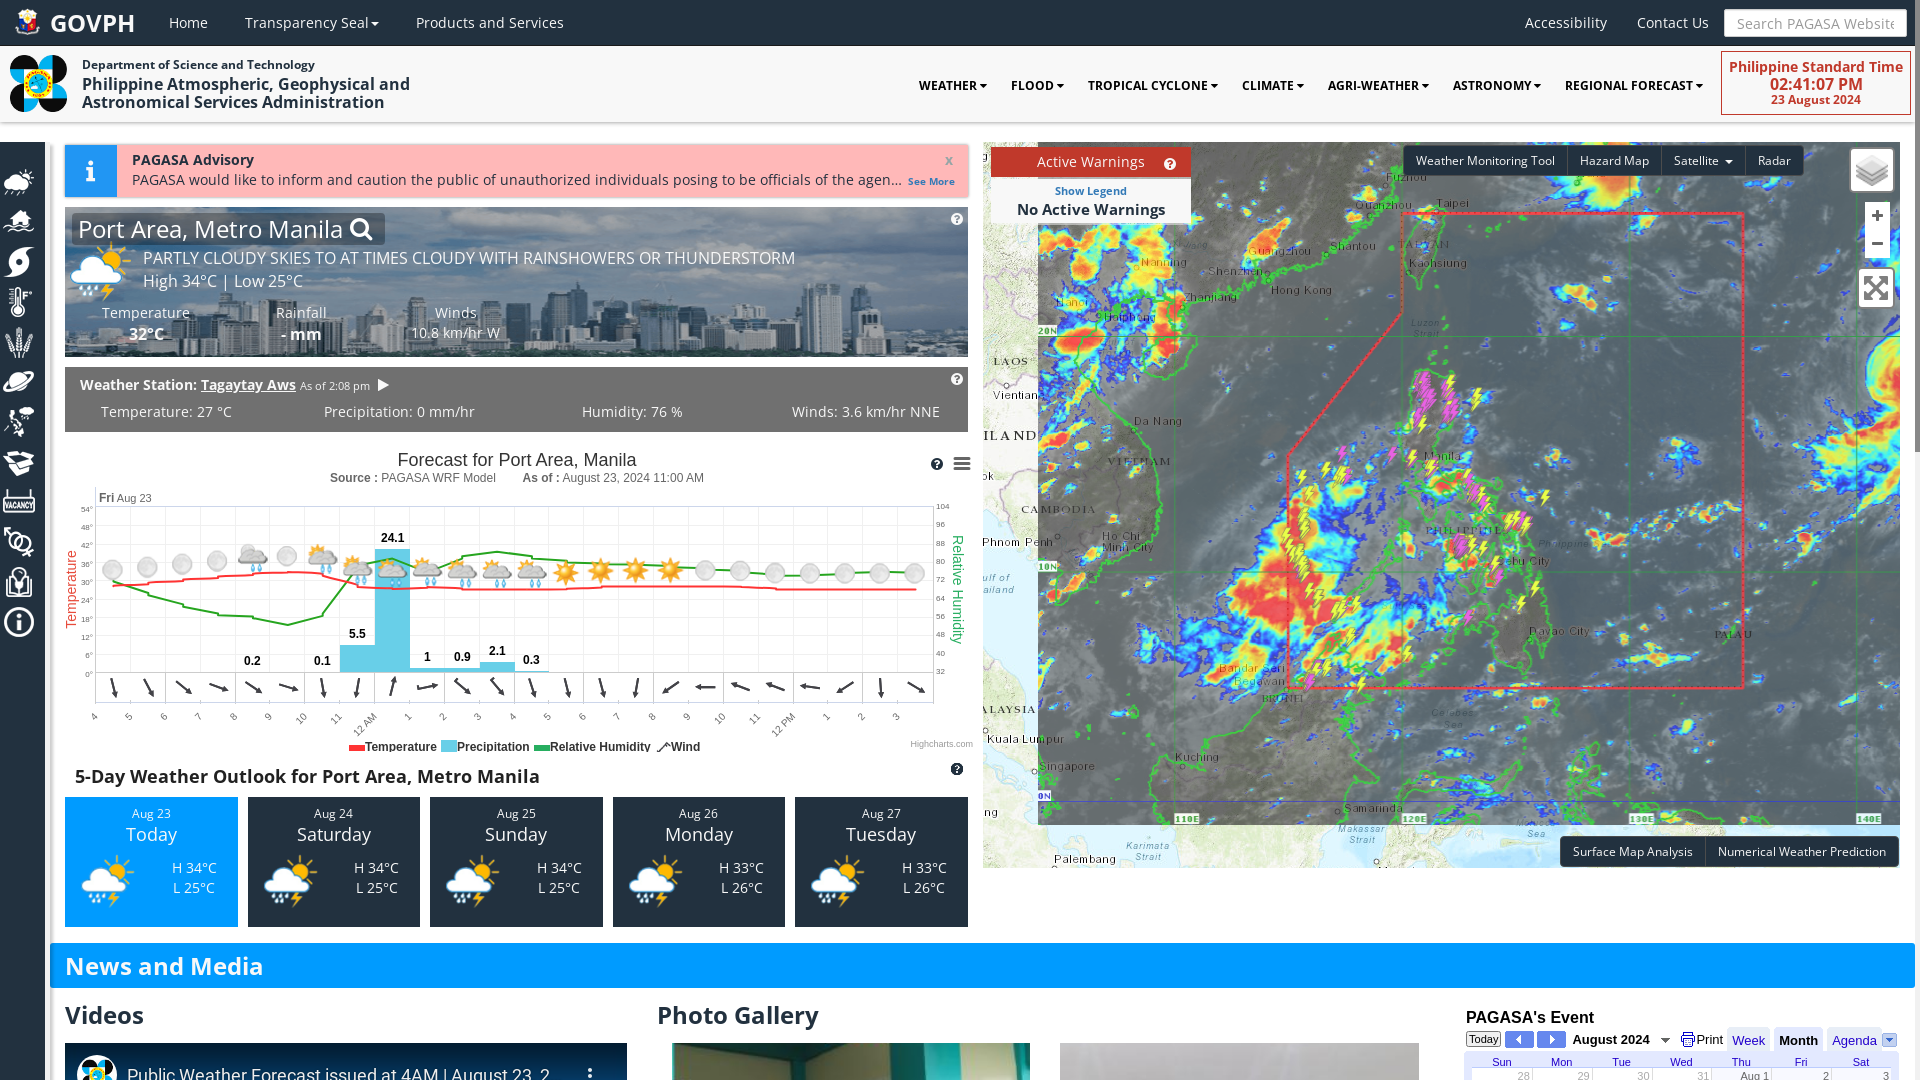 GOVPH
Home
Transparency Seal
Products and Services
Accessibility
Contact Us
Search PAGASA Website
Department of Science and Technology
Philippine Atmospheric, Geophysical and
Astronomical Services Administration
WEATHER
FLOOD
TROPICAL CYCLONE
CLIMATE
AGRI-WEATHER
ASTRONOMY
REGIONAL FORECAST
Philippine Standard Time
02:41:07 PM
23 August 2024
PAGASA Advisory
x
PAGASA would like to inform and caution the public of unauthorized individuals posing to be officials of the agen... See More
Port Area, Metro Manila
PARTLY CLOUDY SKIES TO AT TIMES CLOUDY WITH RAINSHOWERS OR THUNDERSTORM
High 34°C | Low 25°C
Temperature
Rainfall
Winds
32°C
- mm
10.8 km/hr W
Weather Station: Tagaytay Aws As of 2:08 pm
Temperature: 27 °C
Precipitation: 0 mm/hr
Humidity: 76 %
Winds: 3.6 km/hr NNE
Forecast for Port Area, Manila
Source : PAGASA WRF Model As of : August 23, 2024 11:00 AM
Fri Aug 23
54°
48°
42°
36°
30°
24°
18°
12°
6°
0°
Temperature
104
96
88
80
72
64
56
48
40
32
Relative Humidity
0.2
0.1
5.5
24.1
1
0.9
2.1
0.3
4
5
6
7
8
9
10
11
12 AM
1
2
3
4
5
6
7
8
9
10
11
12 PM
1
2
3
Temperature
Precipitation
Relative Humidity
Wind
Highcharts.com
5-Day Weather Outlook for Port Area, Metro Manila
Aug 23
Today
H 34°C
L 25°C
Aug 24
Saturday
H 34°C
L 25°C
Aug 25
Sunday
H 34°C
L 25°C
Aug 26
Monday
H 33°C
L 26°C
Aug 27
Tuesday
H 33°C
L 26°C
VACANCY
Active Warnings
Show Legend
No Active Warnings
Weather Monitoring Tool
Hazard Map
Satellite
Radar
+
−
Fuzhou
Quanzhou
Taipei
Guangzhou
Shantou
TAIWAN
Nanning
Shenzhen
Kaohsiung
Hong Kong
Zhanjiang
Hanoi
Haiphong
Luzon
Strait
20N
LAOS
Vientian
Da Nang
ILAND
VIETNAM
Manila
ok
CAMBODIA
PHILIPPINE
Philippine
Phnom Penh
Ho Chi
Minh City
Cebu City
10N
ulf of
ailand
Davao City
PALAU
Bandar Seri
Begawan
BRUNEI
ALAYSIA
Celebes
Sea
Kuala Lumpur
Kuching
Singapore
0N
Samarinda
ng
110E
120E
130E
140E
Makassar
Strait
Sea
Karimata
Strait
Palembang
Surface Map Analysis
Numerical Weather Prediction
News and Media
Videos
Public Weather Forecast issued at 4AM | August 23, 2
Photo Gallery
PAGASA's Event
Today
August 2024
Print
Week
Month
Agenda
Sun
Mon
Tue
Wed
Thu
Fri
Sat
28
29
30
31
Aug 1
2
3